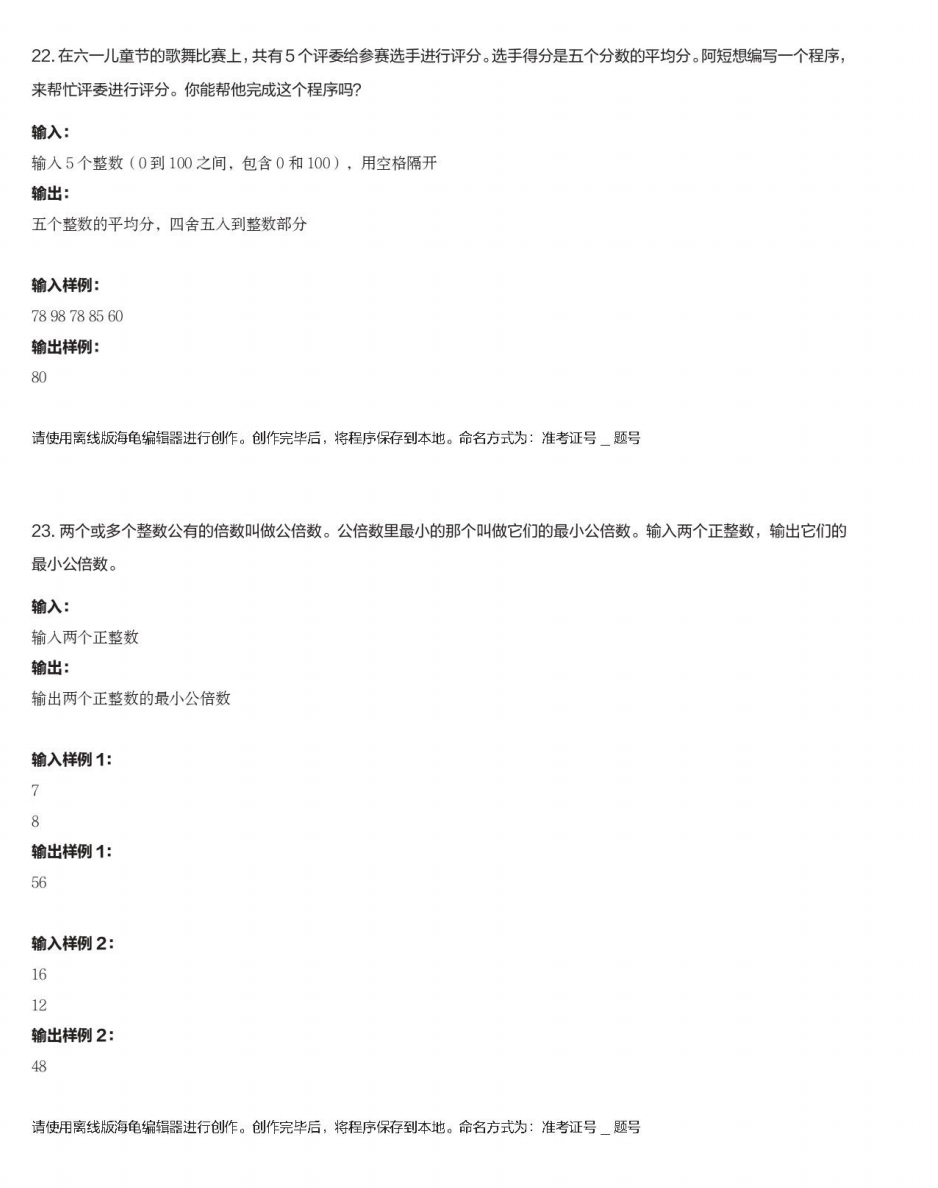 22. 在六一儿童节的歌舞比赛上，共有 5 个评委给参赛选手进行评分。选手得分是五个分数的平均分。阿短想编写一个程序，
来帮忙评委进行评分。你能帮他完成这个程序吗？
输入：
输入 5 个整数（0 到 100 之间，包含 0 和 100），用空格隔开
输出：
五个整数的平均分，四舍五入到整数部分
输入样例：
78 98 78 85 60
输出样例：
80
请使用离线版海龟编辑器进行创作。创作完毕后，将程序保存到本地。命名方式为：准考证号 _ 题号
23. 两个或多个整数公有的倍数叫做公倍数。公倍数里最小的那个叫做它们的最小公倍数。输入两个正整数，输出它们的
最小公倍数。
输入：
输入两个正整数
输出：
输出两个正整数的最小公倍数
输入样例 1：
7
8
输出样例 1：
56
输入样例 2：
16
12
输出样例 2：
48
请使用离线版海龟编辑器进行创作。创作完毕后，将程序保存到本地。命名方式为：准考证号 _ 题号